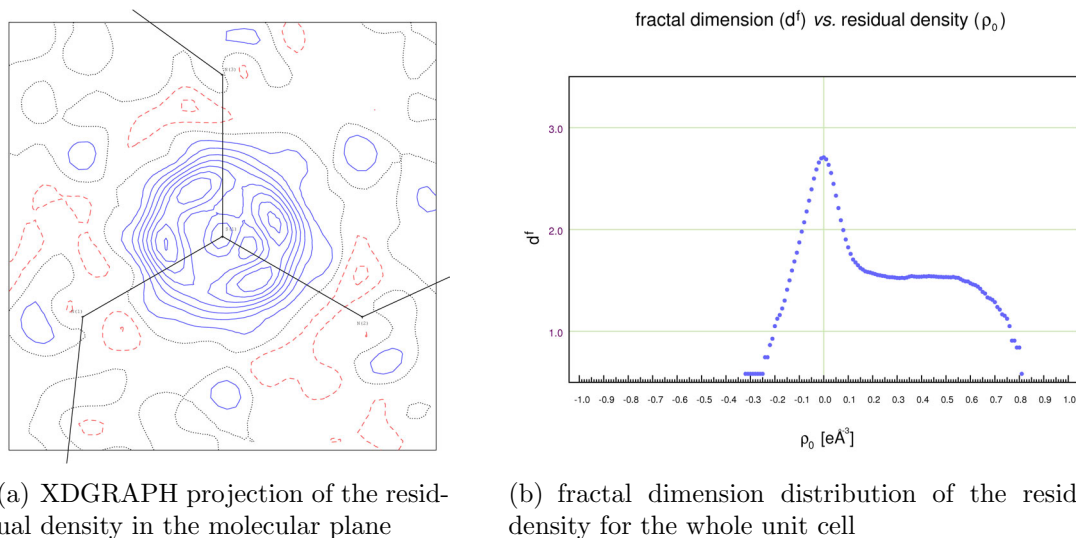 fractal dimension (dᶠ) vs. residual density (ρ₀)
3.0
2.0
1.0
dᶠ
-1.0 -0.9 -0.8 -0.7 -0.6 -0.5 -0.4 -0.3 -0.2 -0.1 0.0 0.1 0.2 0.3 0.4 0.5 0.6 0.7 0.8 0.9 1.0
ρ₀ [eÅ⁻³]
(a) XDGRAPH projection of the resid-
ual density in the molecular plane
(b) fractal dimension distribution of the resid
density for the whole unit cell